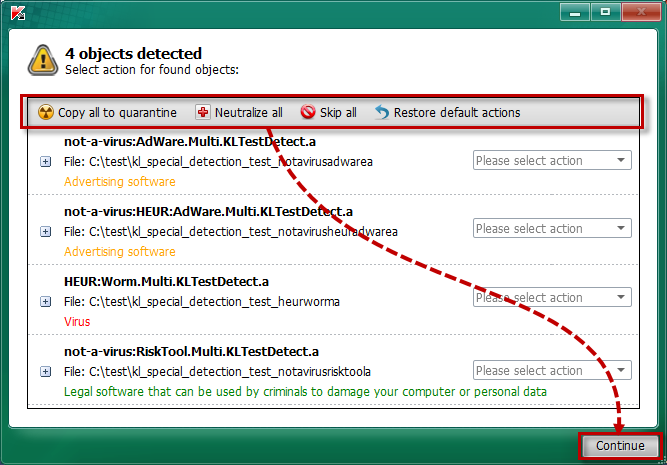 4 objects detected
Select action for found objects:
Copy all to quarantine Neutralize all Skip all Restore default actions
not-a-virus:AdWare.Multi.KLTestDetect.a
File: C:\test\kl_special_detection_test_notavirusadwarea Please select action
Advertising software
not-a-virus:HEUR:AdWare.Multi.KLTestDetect.a
File: C:\test\kl_special_detection_test_notavirusheuradwarea Please select action
Advertising software
HEUR:Worm.Multi.KLTestDetect.a
File: C:\test\kl_special_detection_test_heurworma Please select action
Virus
not-a-virus:RiskTool.Multi.KLTestDetect.a
File: C:\test\kl_special_detection_test_notavirusrisktoola Please select action
Legal software that can be used by criminals to damage your computer or personal data
Continue